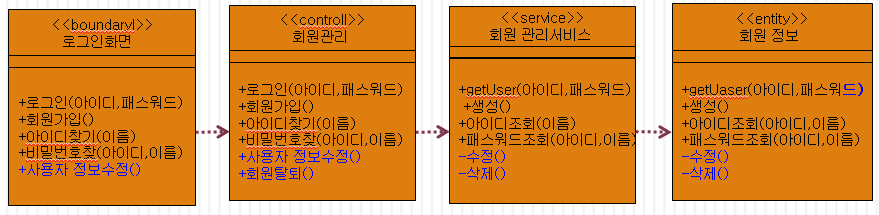 <<boundaryl>>
로그인화면
+로그인(아이디,패스워드)
+회원가입()
+아이디찾기(이름)
+비밀번호찾(아이디,이름)
+사용자 정보수정()
<<controll>>
회원관리
+로그인(아이디,패스워드)
+회원가입()
+아이디찾기(이름)
+비밀번호찾(아이디,이름)
+사용자 정보수정()
+회원탈퇴()
<<service>>
회원 관리서비스
+getUser(아이디,패스워드)
+생성()
+아이디조회(이름)
+패스워드조회(아이디,이름)
-수정()
-삭제()
<<entity>>
회원 정보
+getUaser(아이디,패스워드)
+생성()
+아이디조회(아이디,이름)
+패스워드조회(아이디,이름)
-수정()
-삭제()